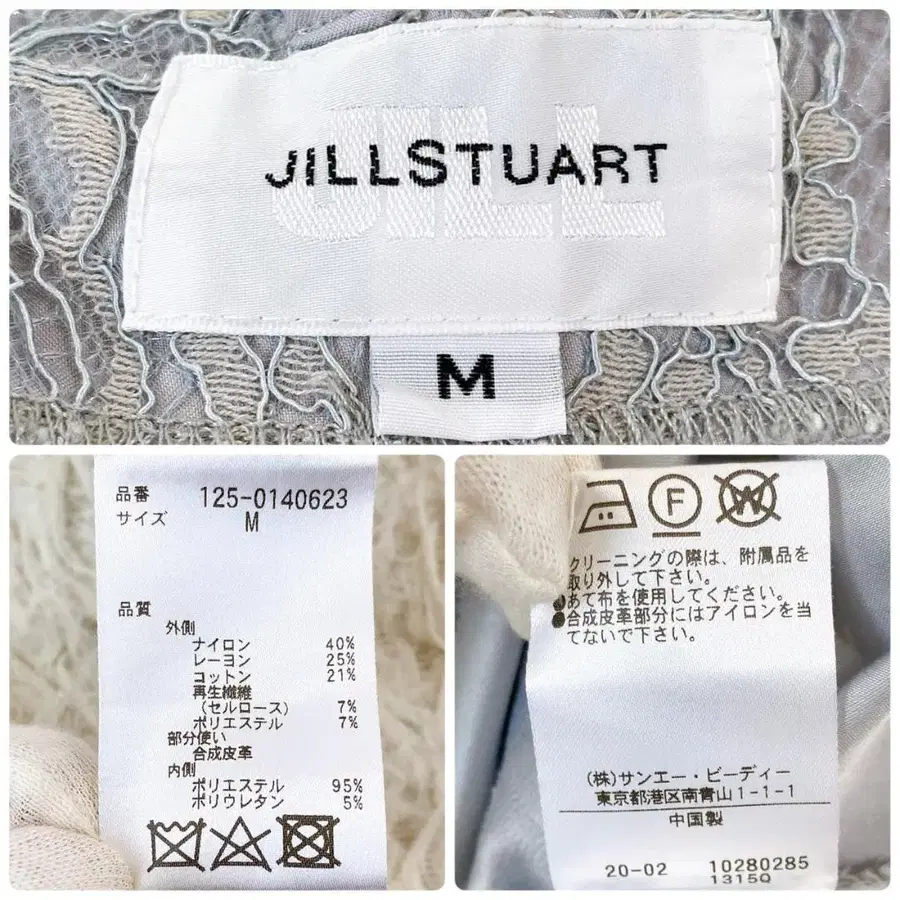 JILL
JILLSTUART
M
品番 125-0140623
サイズ M
品質
外側
ナイロン 40%
レーヨン 25%
コットン 21%
再生繊維
(セルロース) 7%
ポリエステル 7%
部分使い
合成皮革
内側
ポリエステル 95%
ポリウレタン 5%
F
W
クリーニングの際は、附属品を
取り外して下さい。
あて布を使用してください。
●合成皮革部分にはアイロンを当
てないで下さい。
(株)サンエー・ビーディー
東京都港区南青山1-1-1
中国製
20-02 10280285
1315Q